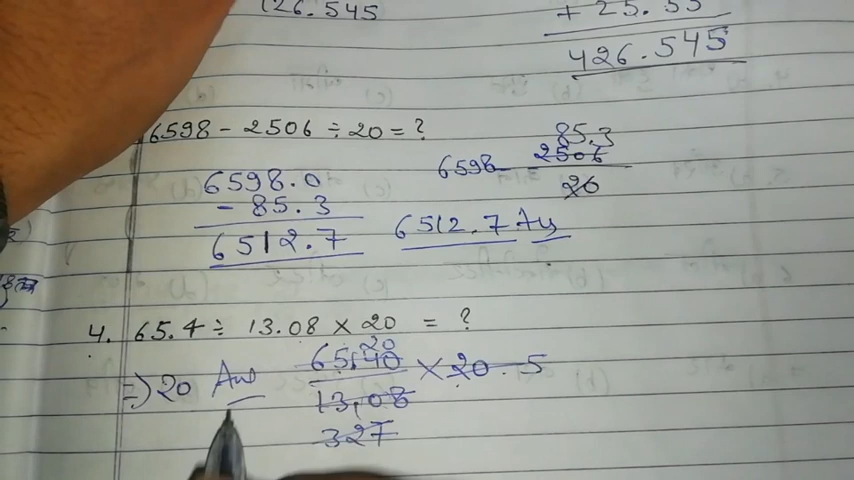 126.545
+ 25.55
426.545
6598 - 2506 ÷ 20 = ?
85.3
6598 - 2506
20
6598.0
- 85.3
6512.7
6512.7 Ans
4. 65.4 ÷ 13.08 × 20 = ?
20
65.40 × 20 5
⇒ 20 Ans
13.08
327